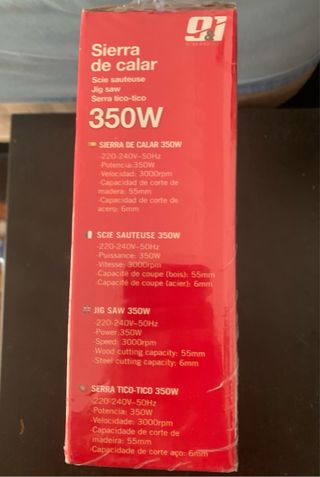 9&1
Sierra
de calar
Scie sauteuse
Jig saw
Serra tico-tico
350W
SIERRA DE CALAR 350W
-220-240V~50Hz
-Potencia:350W
-Velocidad: 3000rpm
-Capacidad de corte de
madera: 55mm
-Capacidad de corte de
acero: 6mm
SCIE SAUTEUSE 350W
-220-240V~50Hz
-Puissance: 350W
-Vitesse: 3000rpm
-Capacité de coupe (bois): 55mm
-Capacité de coupe (acier): 6mm
JIG SAW 350W
-220-240V~50Hz
-Power:350W
-Speed: 3000rpm
-Wood cutting capacity: 55mm
-Steel cutting capacity: 6mm
SERRA TICO-TICO 350W
-220-240V~50Hz
-Potencia: 350W
-Velocidade: 3000rpm
-Capacidade de corte de
madeira: 55mm
-Capacidade de corte aço: 6mm